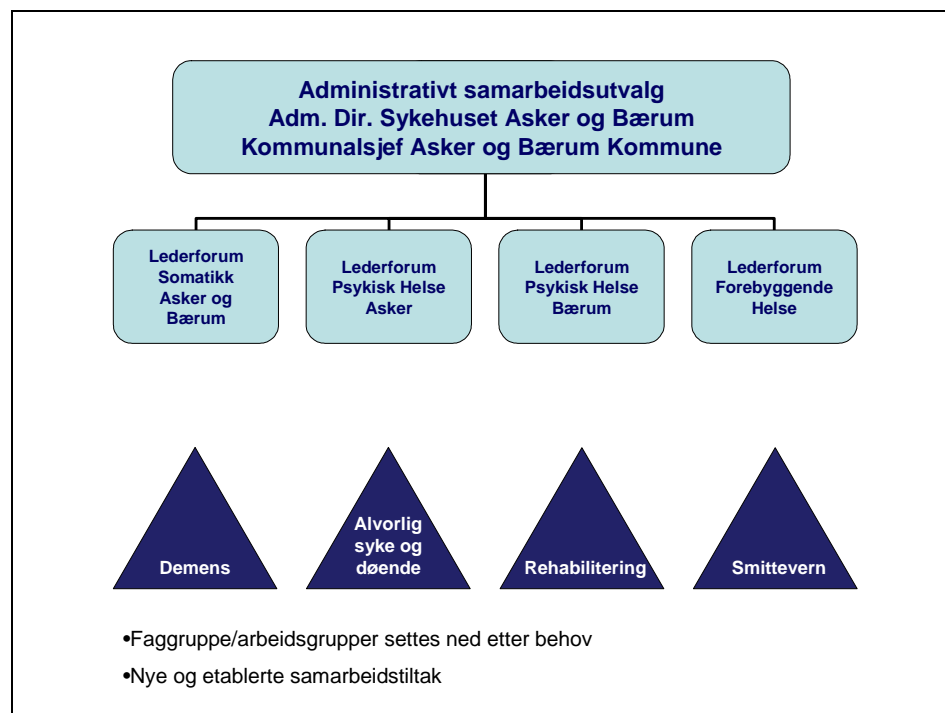 Administrativt samarbeidsutvalg
Adm. Dir. Sykehuset Asker og Bærum
Kommunalsjef Asker og Bærum Kommune
Lederforum
Somatikk
Asker og
Bærum
Lederforum
Psykisk Helse
Asker
Lederforum
Psykisk Helse
Bærum
Lederforum
Forebyggende
Helse
Demens
Alvorlig
syke og
døende
Rehabilitering
Smittevern
•Faggruppe/arbeidsgrupper settes ned etter behov
•Nye og etablerte samarbeidstiltak